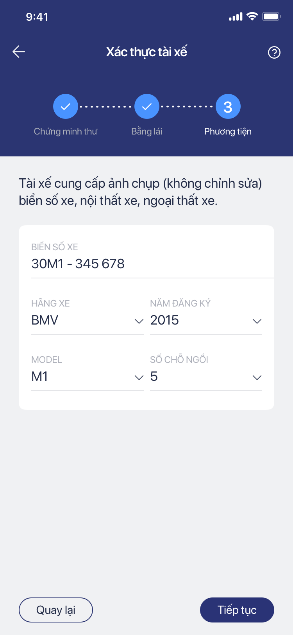 9:41
Xác thực tài xế
3
Chứng minh thư
Bằng lái
Phương tiện
Tài xế cung cấp ảnh chụp (không chỉnh sửa)
biển số xe, nội thất xe, ngoại thất xe.
BIỂN SỐ XE
30M1 - 345 678
HÃNG XE
NĂM ĐĂNG KÝ
BMV
2015
MODEL
SỐ CHỖ NGỒI
M1
5
Quay lại
Tiếp tục